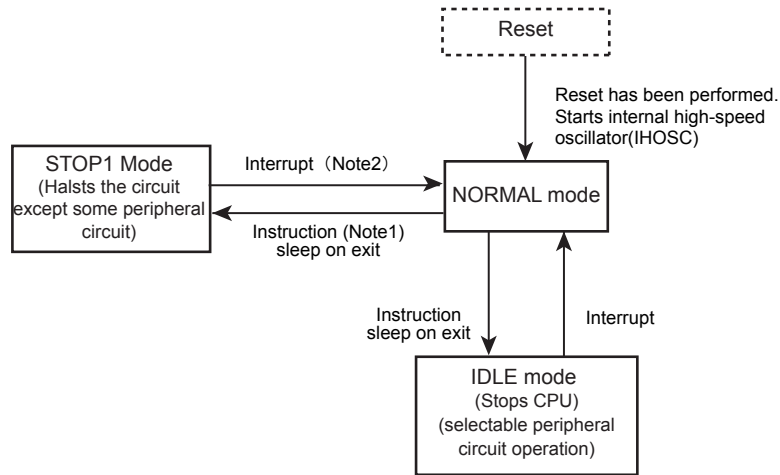 Reset
Reset has been performed.
Starts internal high-speed
oscillator(IHOSC)
STOP1 Mode
(Halsts the circuit
except some peripheral
circuit)
Interrupt（Note2）
NORMAL mode
Instruction (Note1)
sleep on exit
Instruction
sleep on exit
Interrupt
IDLE mode
(Stops CPU)
(selectable peripheral
circuit operation)